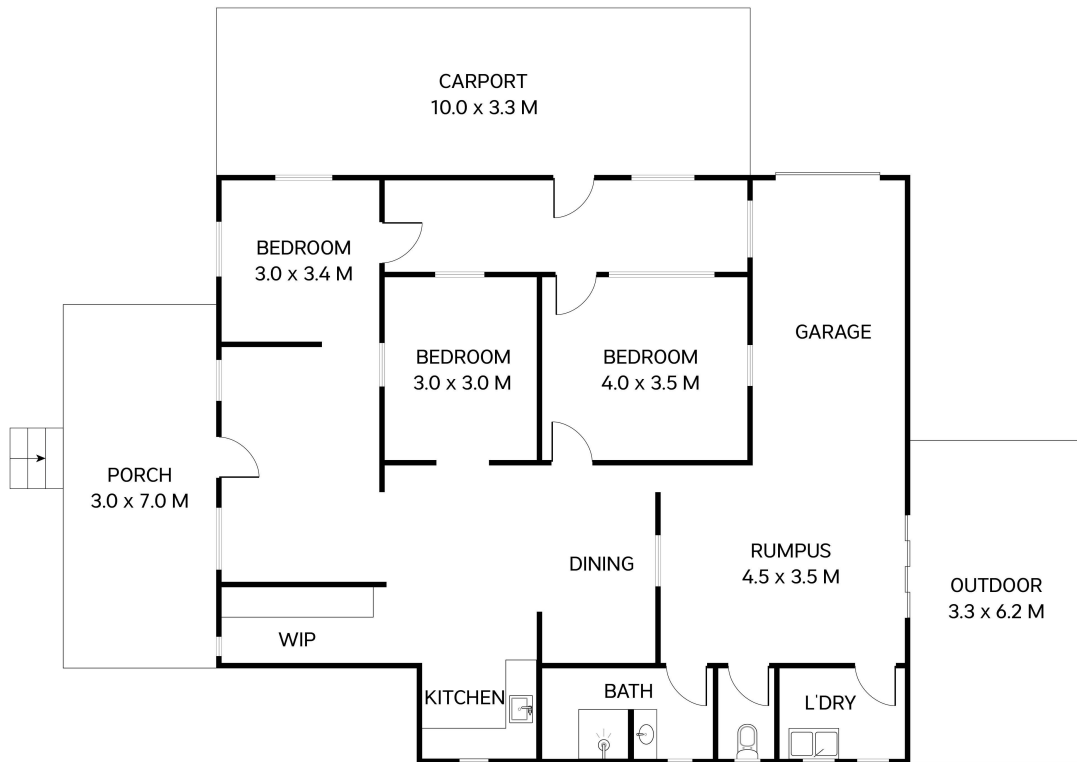 CARPORT
10.0 x 3.3 M
BEDROOM
3.0 x 3.4 M
GARAGE
BEDROOM
3.0 x 3.0 M
BEDROOM
4.0 x 3.5 M
PORCH
3.0 x 7.0 M
DINING
RUMPUS
4.5 x 3.5 M
OUTDOOR
3.3 x 6.2 M
WIP
KITCHEN
BATH
L'DRY